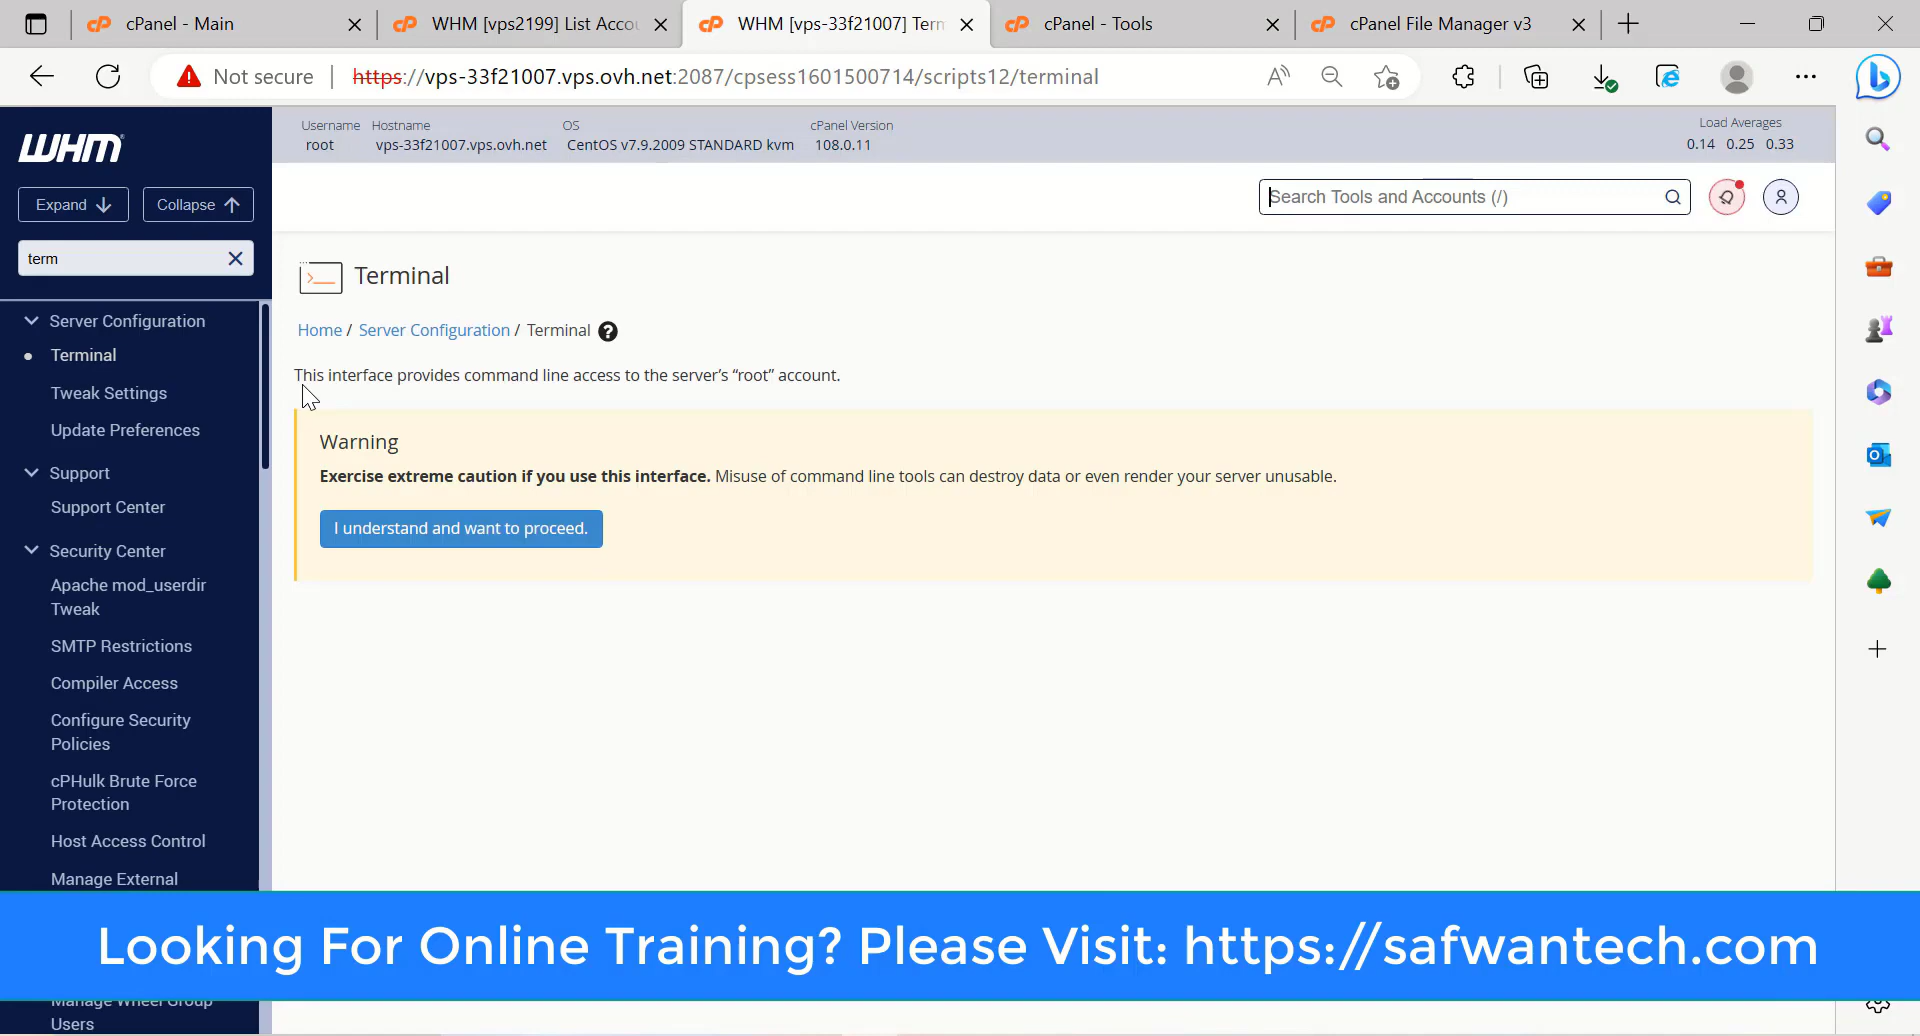 cPanel - Main
WHM [vps2199] List Accou
WHM [vps-33f21007] Term
cPanel - Tools
cPanel File Manager v3
Not secure
https://vps-33f21007.vps.ovh.net:2087/cpsess1601500714/scripts12/terminal
WHM
Username
root
Hostname
vps-33f21007.vps.ovh.net
OS
CentOS v7.9.2009 STANDARD kvm
cPanel Version
108.0.11
Load Averages
0.14 0.25 0.33
Expand
Collapse
Search Tools and Accounts (/)
term
Server Configuration
Terminal
Tweak Settings
Update Preferences
Support
Support Center
Security Center
Apache mod_userdir
Tweak
SMTP Restrictions
Compiler Access
Configure Security
Policies
cPHulk Brute Force
Protection
Host Access Control
Manage External
Terminal
Home / Server Configuration / Terminal
This interface provides command line access to the server’s “root” account.
Warning
Exercise extreme caution if you use this interface. Misuse of command line tools can destroy data or even render your server unusable.
I understand and want to proceed.
Looking For Online Training? Please Visit: https://safwantech.com
Manage Wheel Group
Users